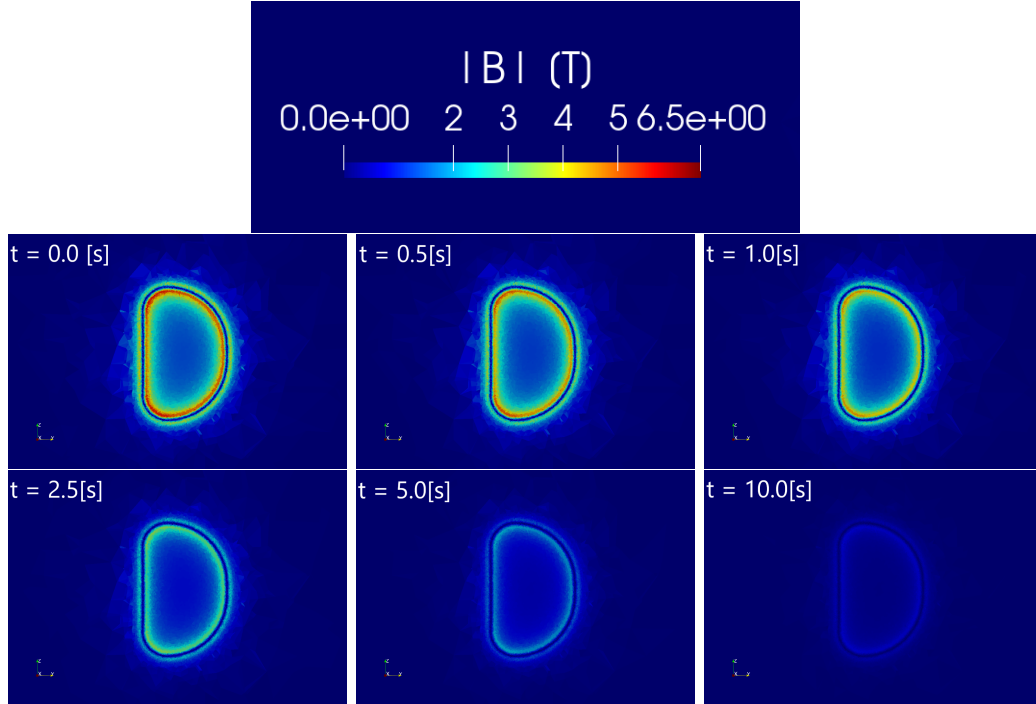 |B| (T)
0.0e+00 2 3 4 5 6.5e+00
t = 0.0 [s]
t = 0.5[s]
t = 1.0[s]
t = 2.5[s]
t = 5.0[s]
t = 10.0[s]